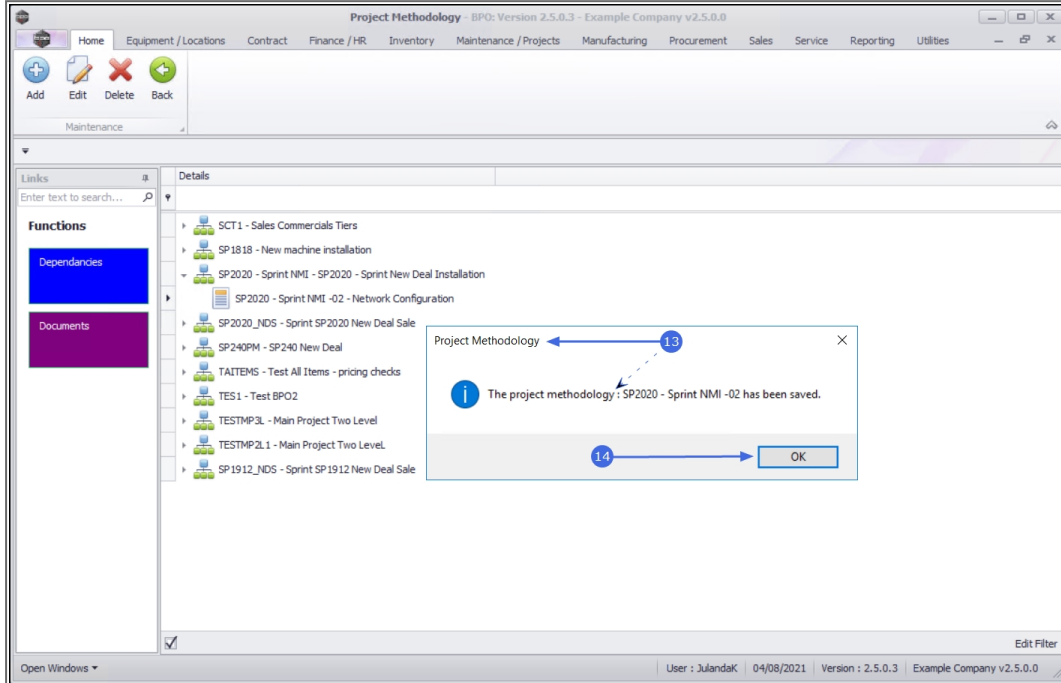 Project Methodology - BPO: Version 2.5.0.3 - Example Company v2.5.0.0
Home Equipment / Locations Contract Finance / HR Inventory Maintenance / Projects Manufacturing Procurement Sales Service Reporting Utilities
Add Edit Delete Back
Maintenance
Links
Details
Enter text to search...
Functions
Dependancies
Documents
SCT1 - Sales Commercials Tiers
SP1818 - New machine installation
SP2020 - Sprint NMI - SP2020 - Sprint New Deal Installation
SP2020 - Sprint NMI -02 - Network Configuration
SP2020_NDS - Sprint SP2020 New Deal Sale
SP240PM - SP240 New Deal
TAITEMS - Test All Items - pricing checks
TES1 - Test BPO2
TESTMP3L - Main Project Two Level
TESTMP2L1 - Main Project Two LeveL
SP1912_NDS - Sprint SP1912 New Deal Sale
Project Methodology
13
The project methodology : SP2020 - Sprint NMI -02 has been saved.
14
OK
Edit Filter
Open Windows
User : JulandaK 04/08/2021 Version : 2.5.0.3 Example Company v2.5.0.0